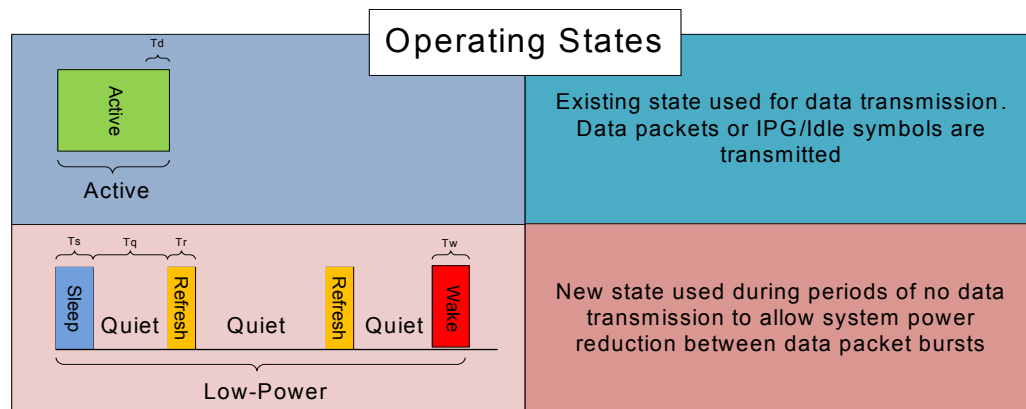 Operating States
Td
Active
Active
Existing state used for data transmission.
Data packets or IPG/Idle symbols are
transmitted
Ts
Tq
Tr
Tw
Sleep
Quiet
Refresh
Quiet
Refresh
Quiet
Wake
Low-Power
New state used during periods of no data
transmission to allow system power
reduction between data packet bursts